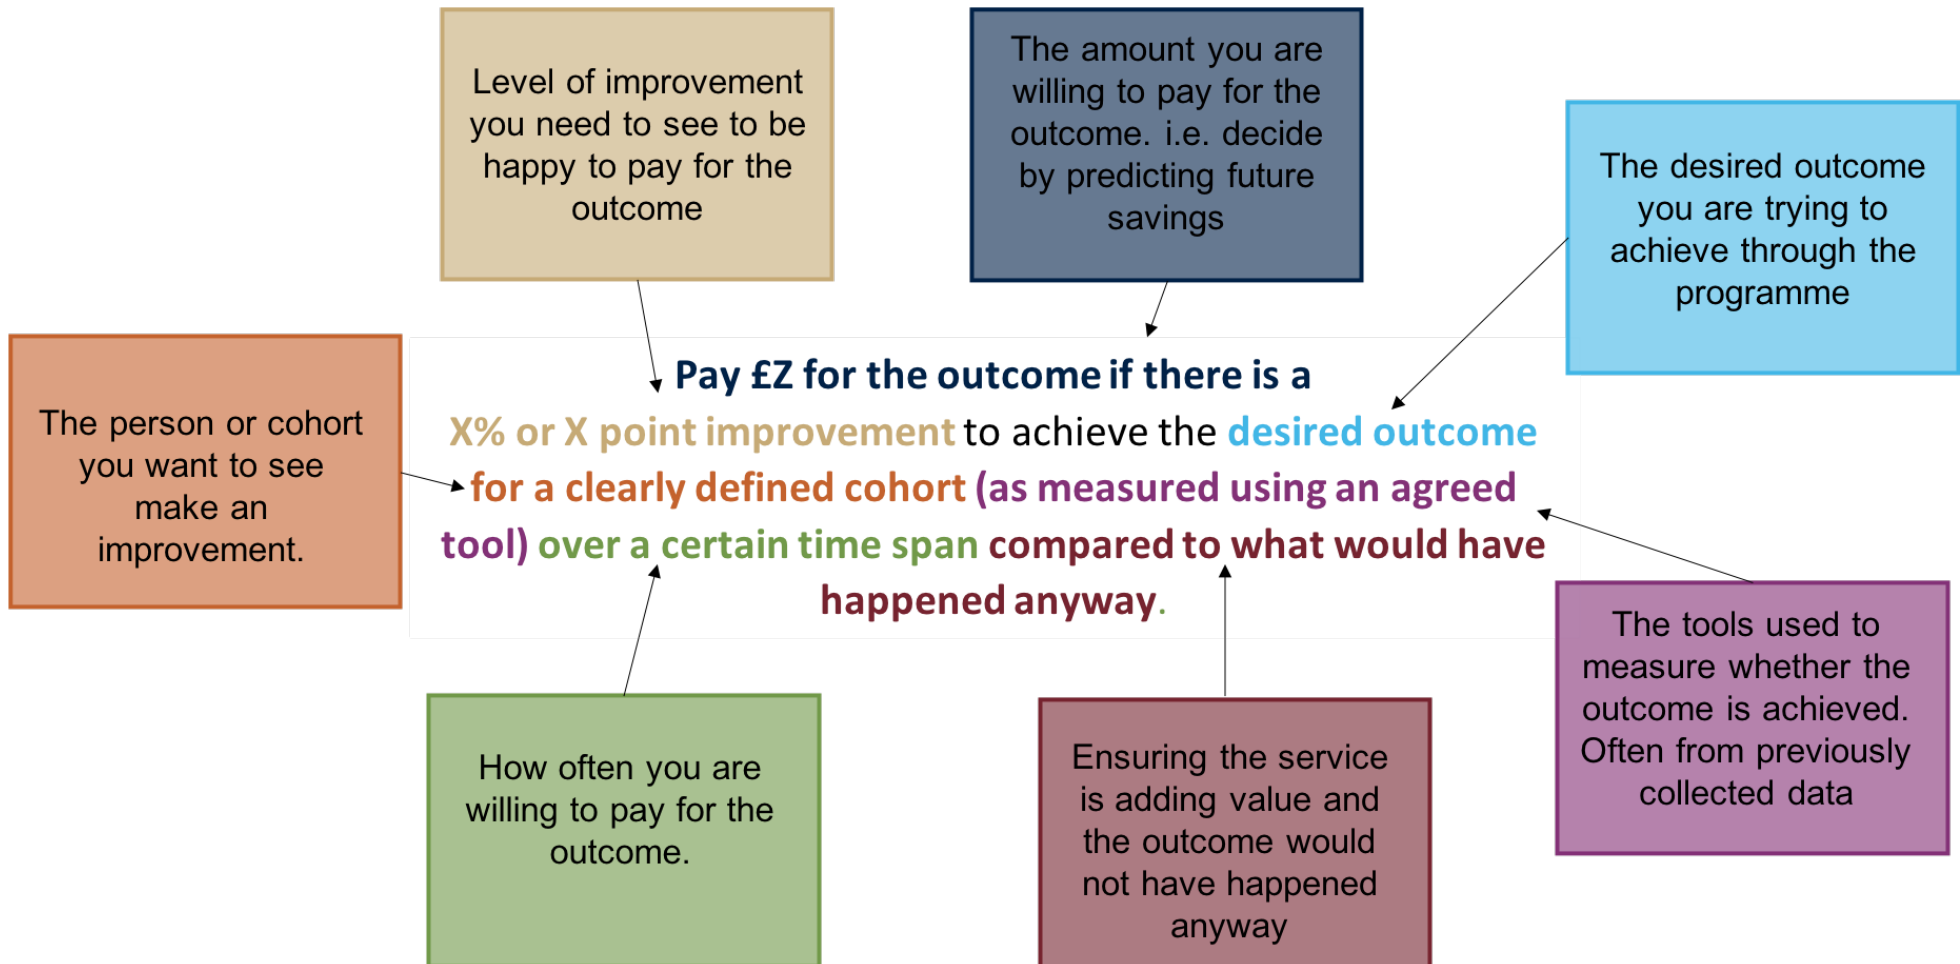 Level of improvement
you need to see to be
happy to pay for the
outcome
The amount you are
willing to pay for the
outcome. i.e. decide
by predicting future
savings
The desired outcome
you are trying to
achieve through the
programme
The person or cohort
you want to see
make an
improvement.
Pay £Z for the outcome if there is a
X% or X point improvement to achieve the desired outcome
for a clearly defined cohort (as measured using an agreed
tool) over a certain time span compared to what would have
happened anyway.
The tools used to
measure whether the
outcome is achieved.
Often from previously
collected data
How often you are
willing to pay for the
outcome.
Ensuring the service
is adding value and
the outcome would
not have happened
anyway